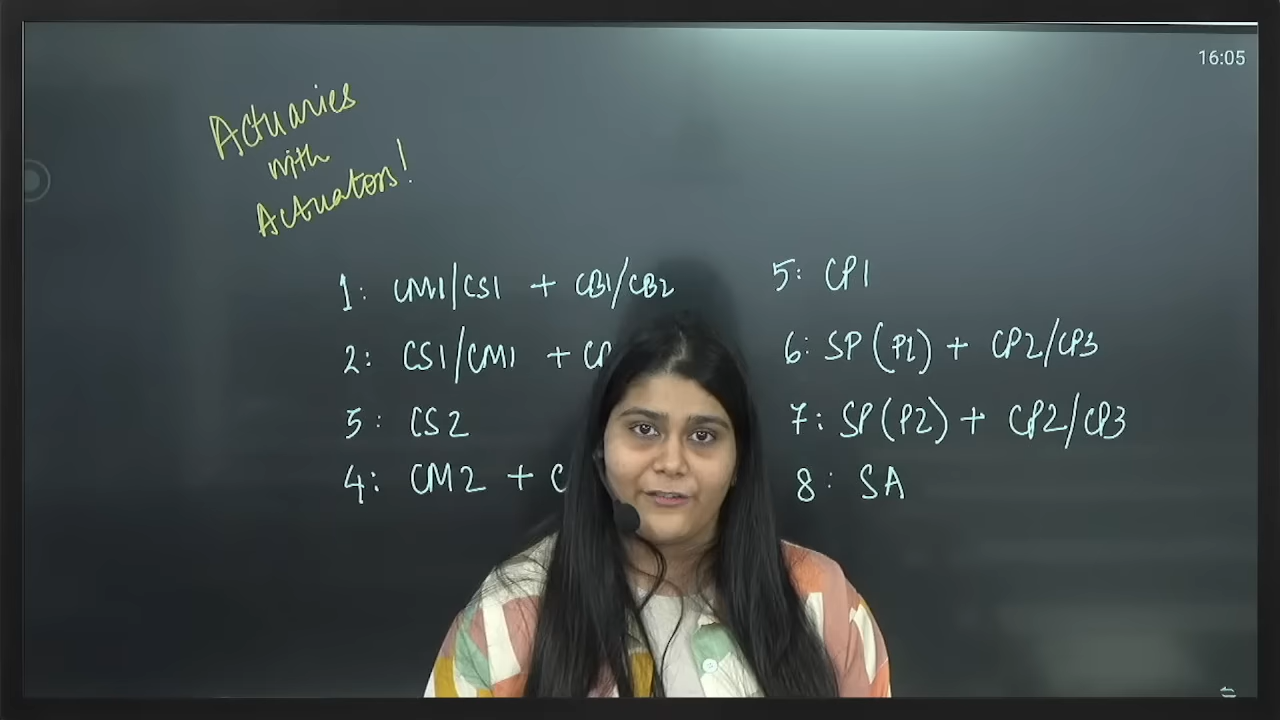 16:05
Actuaries
with
Actuators!
1: CM1/CS1 + CB1/CB2
2: CS1/CM1 +
5: CS2
4: CM2 +
5: CP1
6: SP (P1) + CP2/CP3
7: SP (P2) + CP2/CP3
8: SA